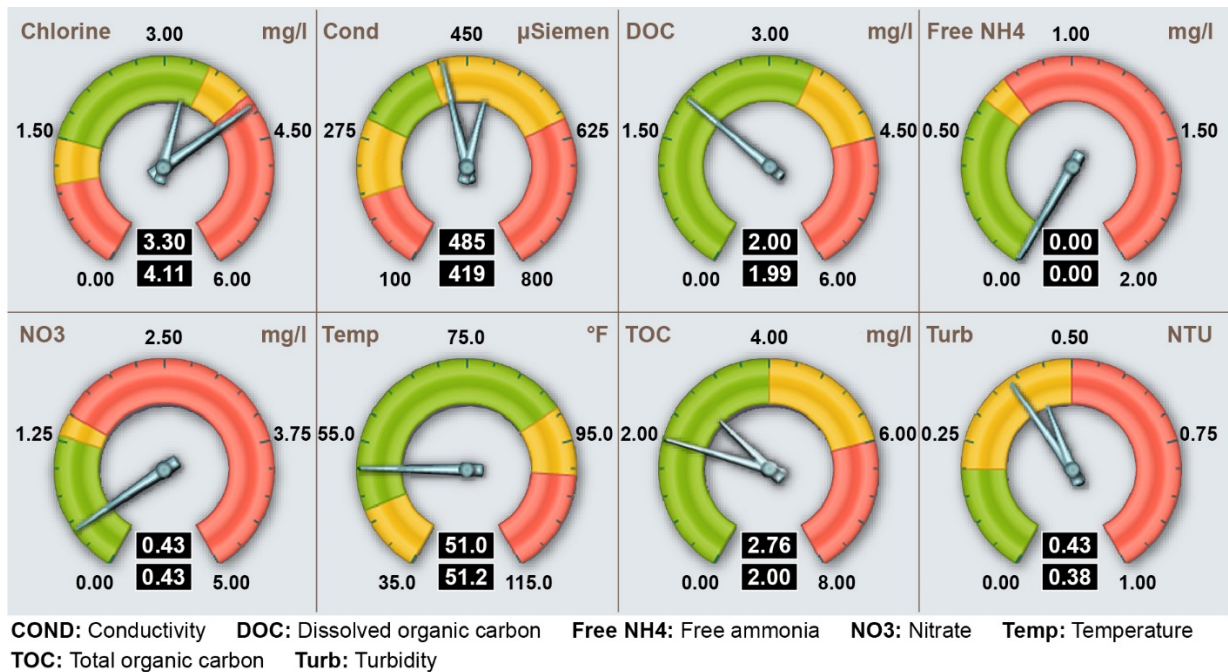 Chlorine 3.00 mg/l
1.50 4.50
3.30
0.00 4.11 6.00
Cond 450 µSiemen
275 625
485
100 419 800
DOC 3.00 mg/l
1.50 4.50
2.00
0.00 1.99 6.00
Free NH4 1.00 mg/l
0.50 1.50
0.00
0.00 0.00 2.00
NO3 2.50 mg/l
1.25 3.75
0.43
0.00 0.43 5.00
Temp 75.0 °F
55.0 95.0
51.0
35.0 51.2 115.0
TOC 4.00 mg/l
2.00 6.00
2.76
0.00 2.00 8.00
Turb 0.50 NTU
0.25 0.75
0.43
0.00 0.38 1.00
COND: Conductivity DOC: Dissolved organic carbon Free NH4: Free ammonia NO3: Nitrate Temp: Temperature
TOC: Total organic carbon Turb: Turbidity